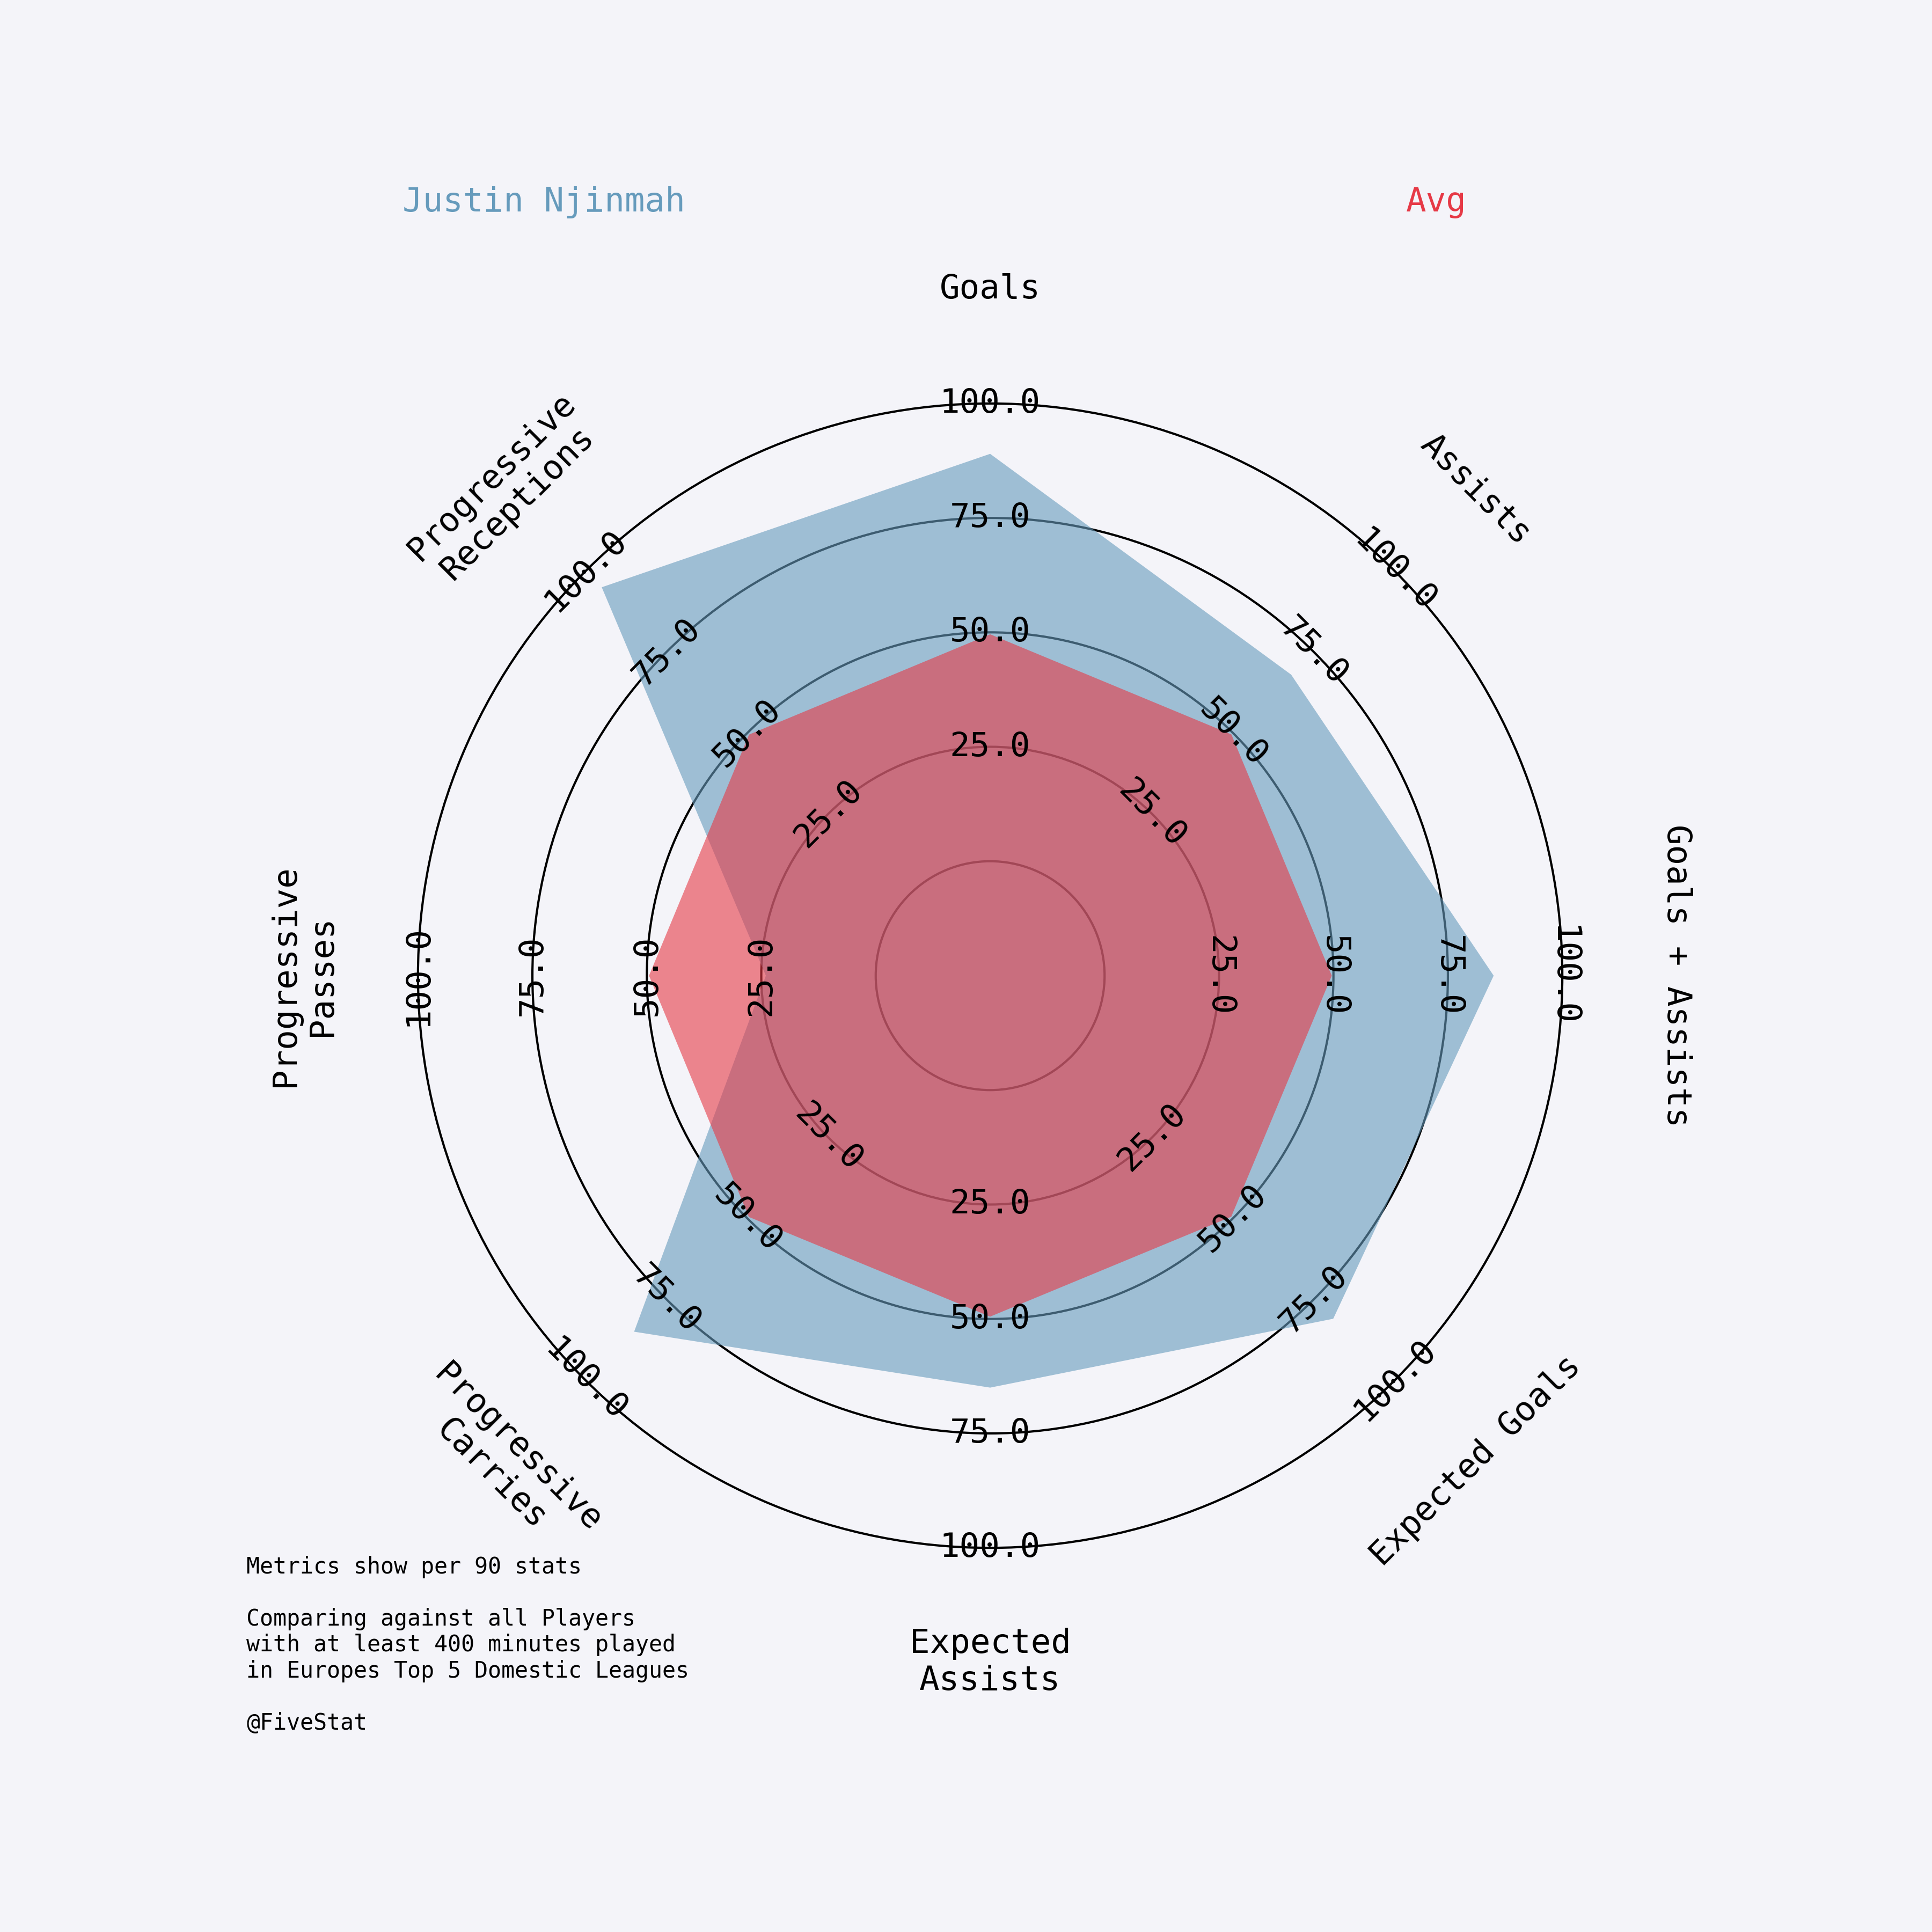 Justin Njinmah
Avg
Goals
Assists
Goals + Assists
Expected Goals
Expected
Assists
Progressive
Carries
Progressive
Passes
Progressive
Receptions
25.0
50.0
75.0
100.0
25.0
50.0
75.0
100.0
25.0
50.0
75.0
100.0
25.0
50.0
75.0
100.0
25.0
50.0
75.0
100.0
25.0
50.0
75.0
100.0
25.0
50.0
75.0
100.0
25.0
50.0
75.0
100.0
Metrics show per 90 stats
Comparing against all Players
with at least 400 minutes played
in Europes Top 5 Domestic Leagues
@FiveStat